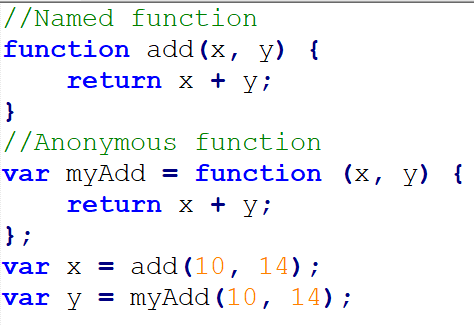 //Named function
function add(x, y) {
    return x + y;
}
//Anonymous function
var myAdd = function (x, y) {
    return x + y;
};
var x = add(10, 14);
var y = myAdd(10, 14);